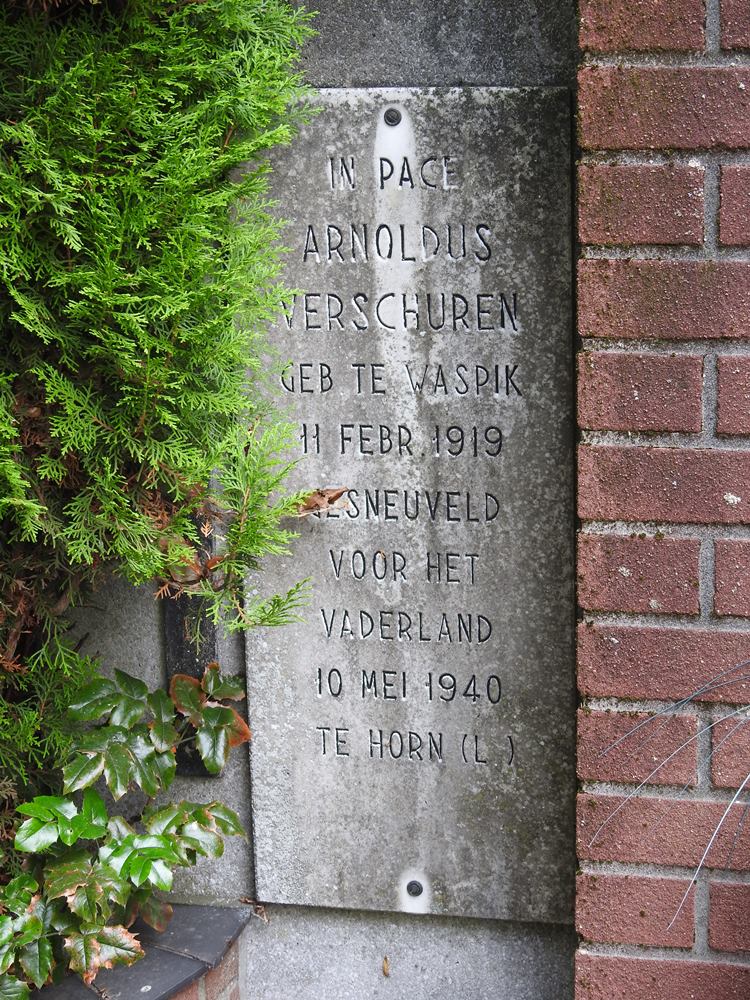 IN PACE
ARNOLDUS
VERSCHUREN
GEB TE WASPIK
11 FEBR. 1919
GESNEUVELD
VOOR HET
VADERLAND
10 MEI 1940
TE HORN (L.)